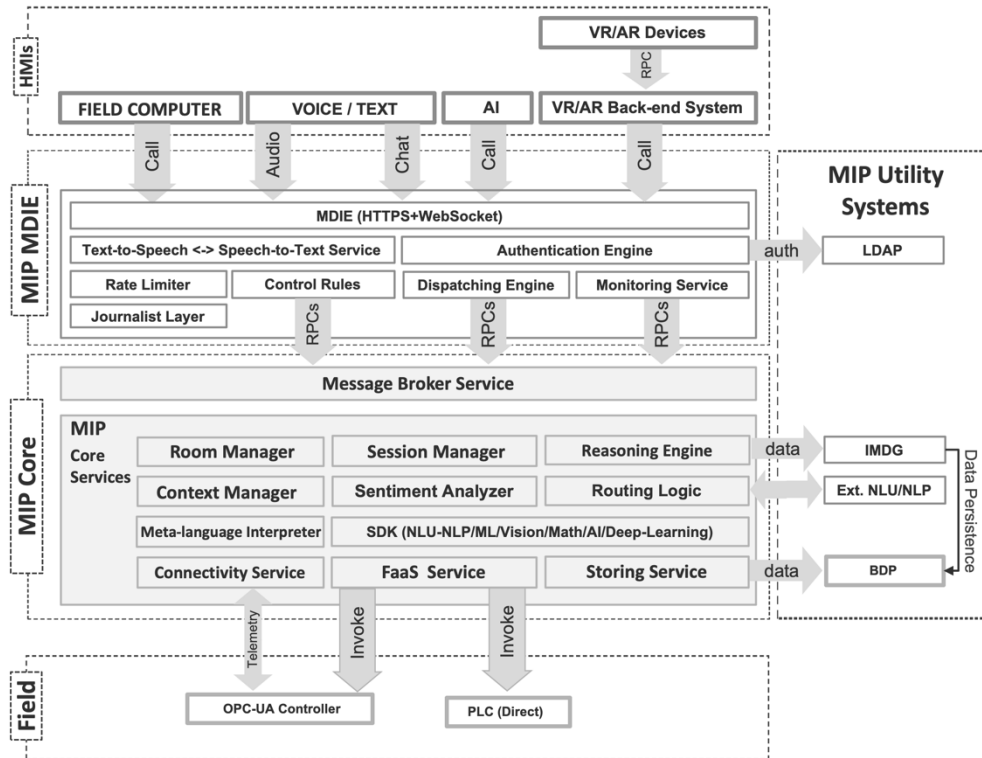 HMIs
VR/AR Devices
RPC
FIELD COMPUTER
VOICE / TEXT
AI
VR/AR Back-end System
Call
Audio
Chat
Call
Call
MIP MDIE
MDIE (HTTPS+WebSocket)
Text-to-Speech <-> Speech-to-Text Service
Authentication Engine
Rate Limiter
Control Rules
Dispatching Engine
Monitoring Service
Journalist Layer
RPCs
RPCs
RPCs
auth
MIP Utility
Systems
LDAP
MIP Core
Message Broker Service
MIP
Core
Services
Room Manager
Session Manager
Reasoning Engine
data
IMDG
Context Manager
Sentiment Analyzer
Routing Logic
Ext. NLU/NLP
Data Persistence
Meta-language Interpreter
SDK (NLU-NLP/ML/Vision/Math/AI/Deep-Learning)
Connectivity Service
FaaS Service
Storing Service
data
BDP
Telemetry
Invoke
Invoke
Field
OPC-UA Controller
PLC (Direct)